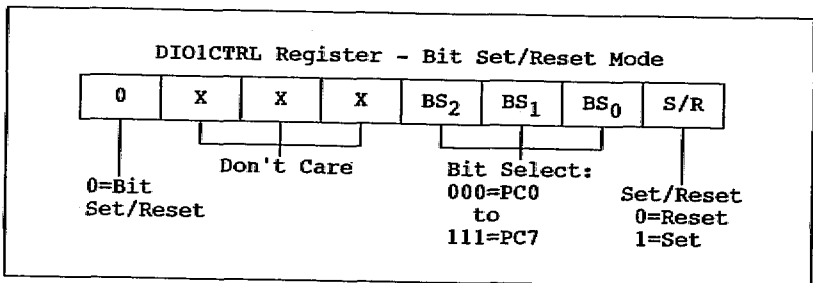 DIO1CTRL Register - Bit Set/Reset Mode
0 X X X BS2 BS1 BS0 S/R
Don't Care
0=Bit
Set/Reset
Bit Select:
000=PC0
to
111=PC7
Set/Reset
0=Reset
1=Set